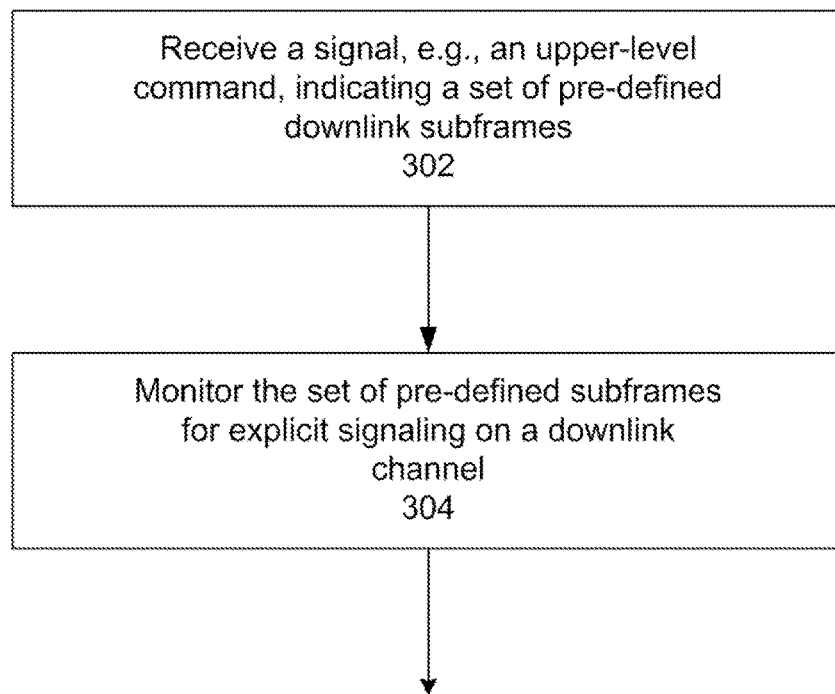 Receive a signal, e.g., an upper-level
command, indicating a set of pre-defined
downlink subframes
302
Monitor the set of pre-defined subframes
for explicit signaling on a downlink
channel
304